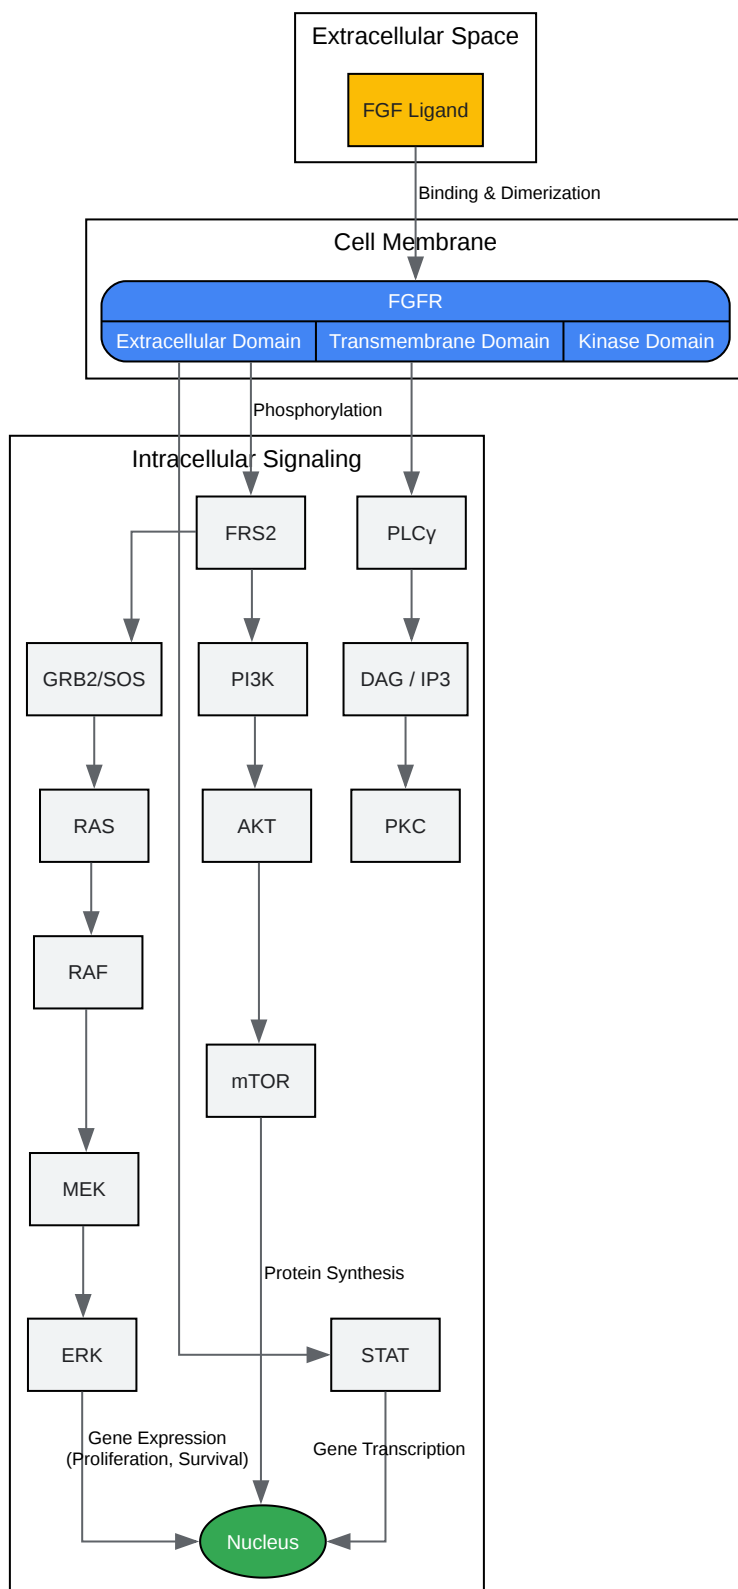 Extracellular Space
FGF Ligand
Binding & Dimerization
Cell Membrane
FGFR
Extracellular Domain
Transmembrane Domain
Kinase Domain
Phosphorylation
Intracellular Signaling
FRS2
PLCγ
GRB2/SOS
PI3K
DAG / IP3
RAS
AKT
PKC
RAF
mTOR
MEK
Protein Synthesis
ERK
STAT
Gene Expression
(Proliferation, Survival)
Gene Transcription
Nucleus